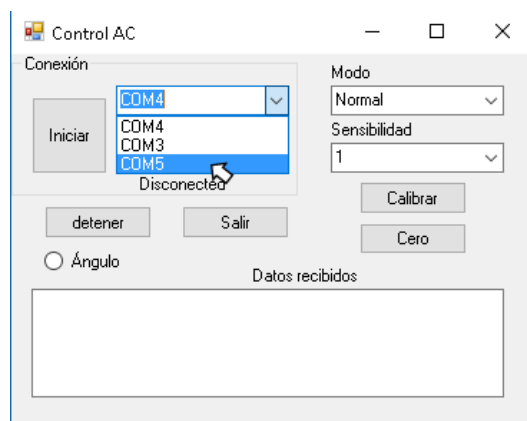 Control AC
Conexión
Iniciar
COM4
COM4
COM3
COM5
Disconected
Modo
Normal
Sensibilidad
1
Calibrar
Cero
detener
Salir
Ángulo
Datos recibidos